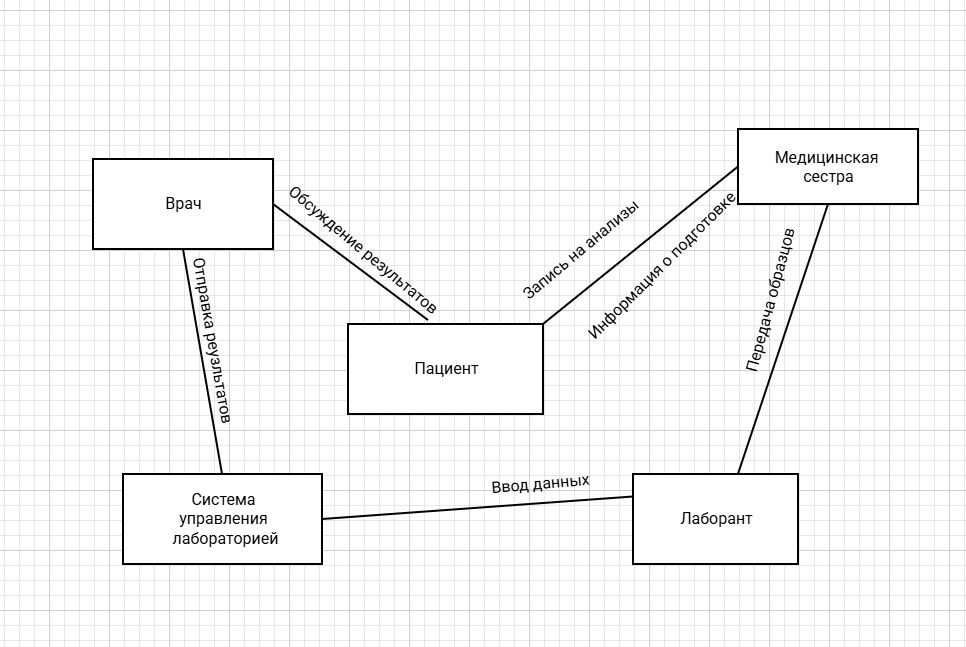 Медицинская
сестра
Врач
Обсуждение результатов
Запись на анализы
Информация о подготовке
Передача образцов
Отправка реузльтатов
Пациент
Ввод данных
Система
управления
лабораторией
Лаборант